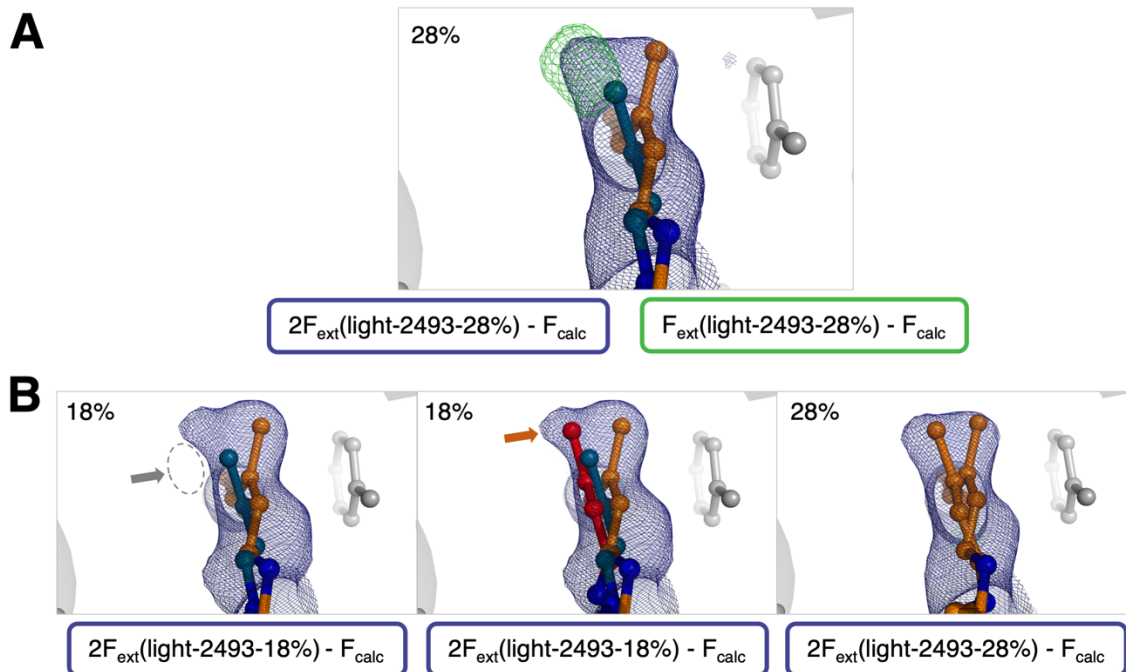 A
28%
2Fext(light-2493-28%) - Fcalc
Fext(light-2493-28%) - Fcalc
B
18%
18%
28%
2Fext(light-2493-18%) - Fcalc
2Fext(light-2493-18%) - Fcalc
2Fext(light-2493-28%) - Fcalc